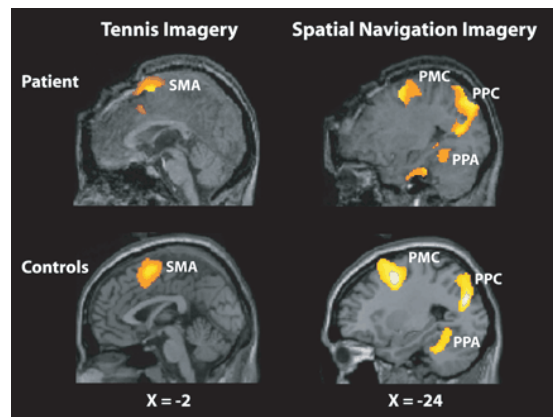 Tennis Imagery Spatial Navigation Imagery
Patient
SMA
PMC
PPC
PPA
Controls
SMA
PMC
PPC
PPA
X = -2 X = -24